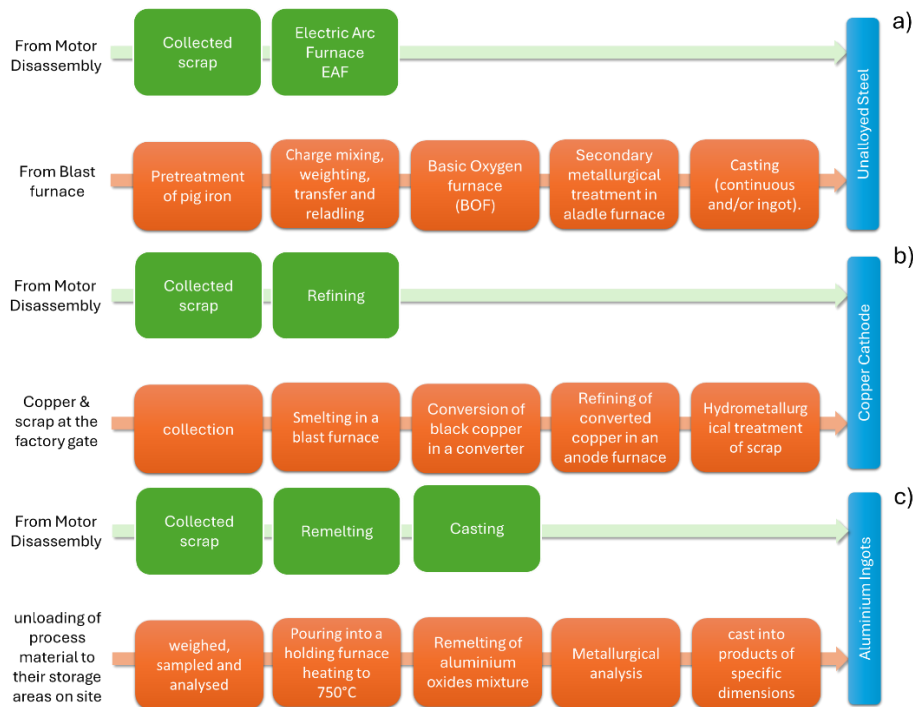 a)
From Motor
Disassembly
Collected
scrap
Electric Arc
Furnace
EAF
Unalloyed Steel
From Blast
furnace
Pretreatment
of pig iron
Charge mixing,
weighting,
transfer and
reladling
Basic Oxygen
furnace
(BOF)
Secondary
metallurgical
treatment in
aladle furnace
Casting
(continuous
and/or ingot).
b)
From Motor
Disassembly
Collected
scrap
Refining
Copper Cathode
Copper &
scrap at the
factory gate
collection
Smelting in a
blast furnace
Conversion of
black copper
in a converter
Refining of
converted
copper in an
anode furnace
Hydrometallurg
ical treatment
of scrap
c)
From Motor
Disassembly
Collected
scrap
Remelting
Casting
Aluminium Ingots
unloading of
process
material to
their storage
areas on site
weighed,
sampled and
analysed
Pouring into a
holding furnace
heating to
750°C
Remelting of
aluminium
oxides mixture
Metallurgical
analysis
cast into
products of
specific
dimensions